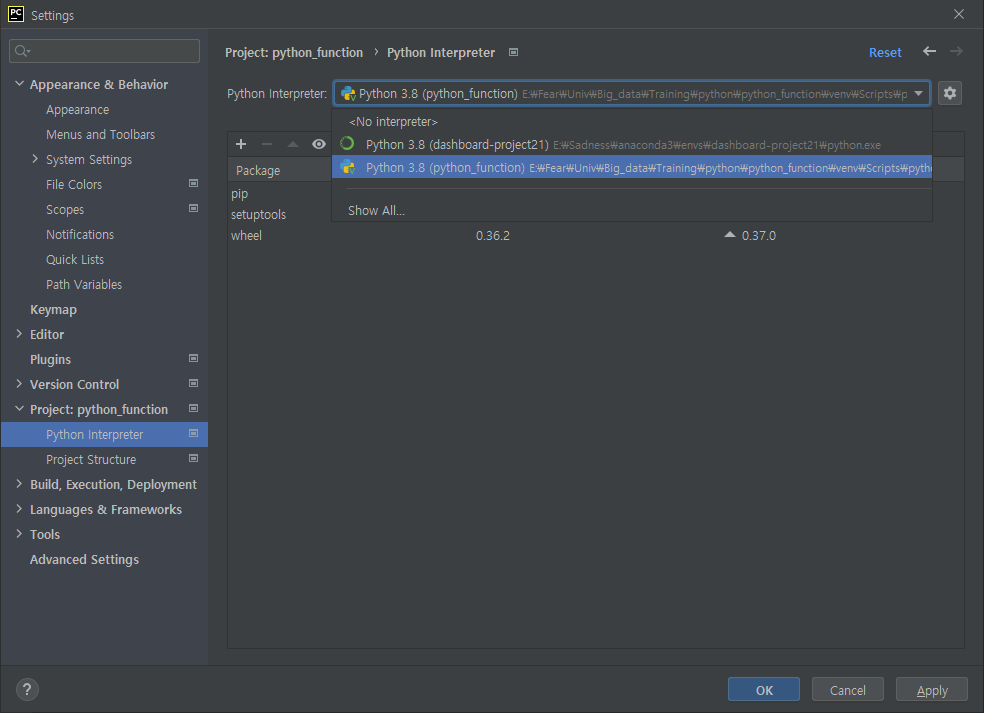 PC Settings
Project: python_function › Python Interpreter Reset
Python Interpreter: Python 3.8 (python_function) E:₩Fear₩Univ₩Big_data₩Training₩python₩python_function₩venv₩Scripts₩p
<No interpreter>
Python 3.8 (dashboard-project21) E:₩Sadness₩anaconda3₩envs₩dashboard-project21₩python.exe
Python 3.8 (python_function) E:₩Fear₩Univ₩Big_data₩Training₩python₩python_function₩venv₩Scripts₩pytho
Show All...
Package
pip
setuptools
wheel 0.36.2 0.37.0
Appearance & Behavior
Appearance
Menus and Toolbars
System Settings
File Colors
Scopes
Notifications
Quick Lists
Path Variables
Keymap
Editor
Plugins
Version Control
Project: python_function
Python Interpreter
Project Structure
Build, Execution, Deployment
Languages & Frameworks
Tools
Advanced Settings
?
OK Cancel Apply